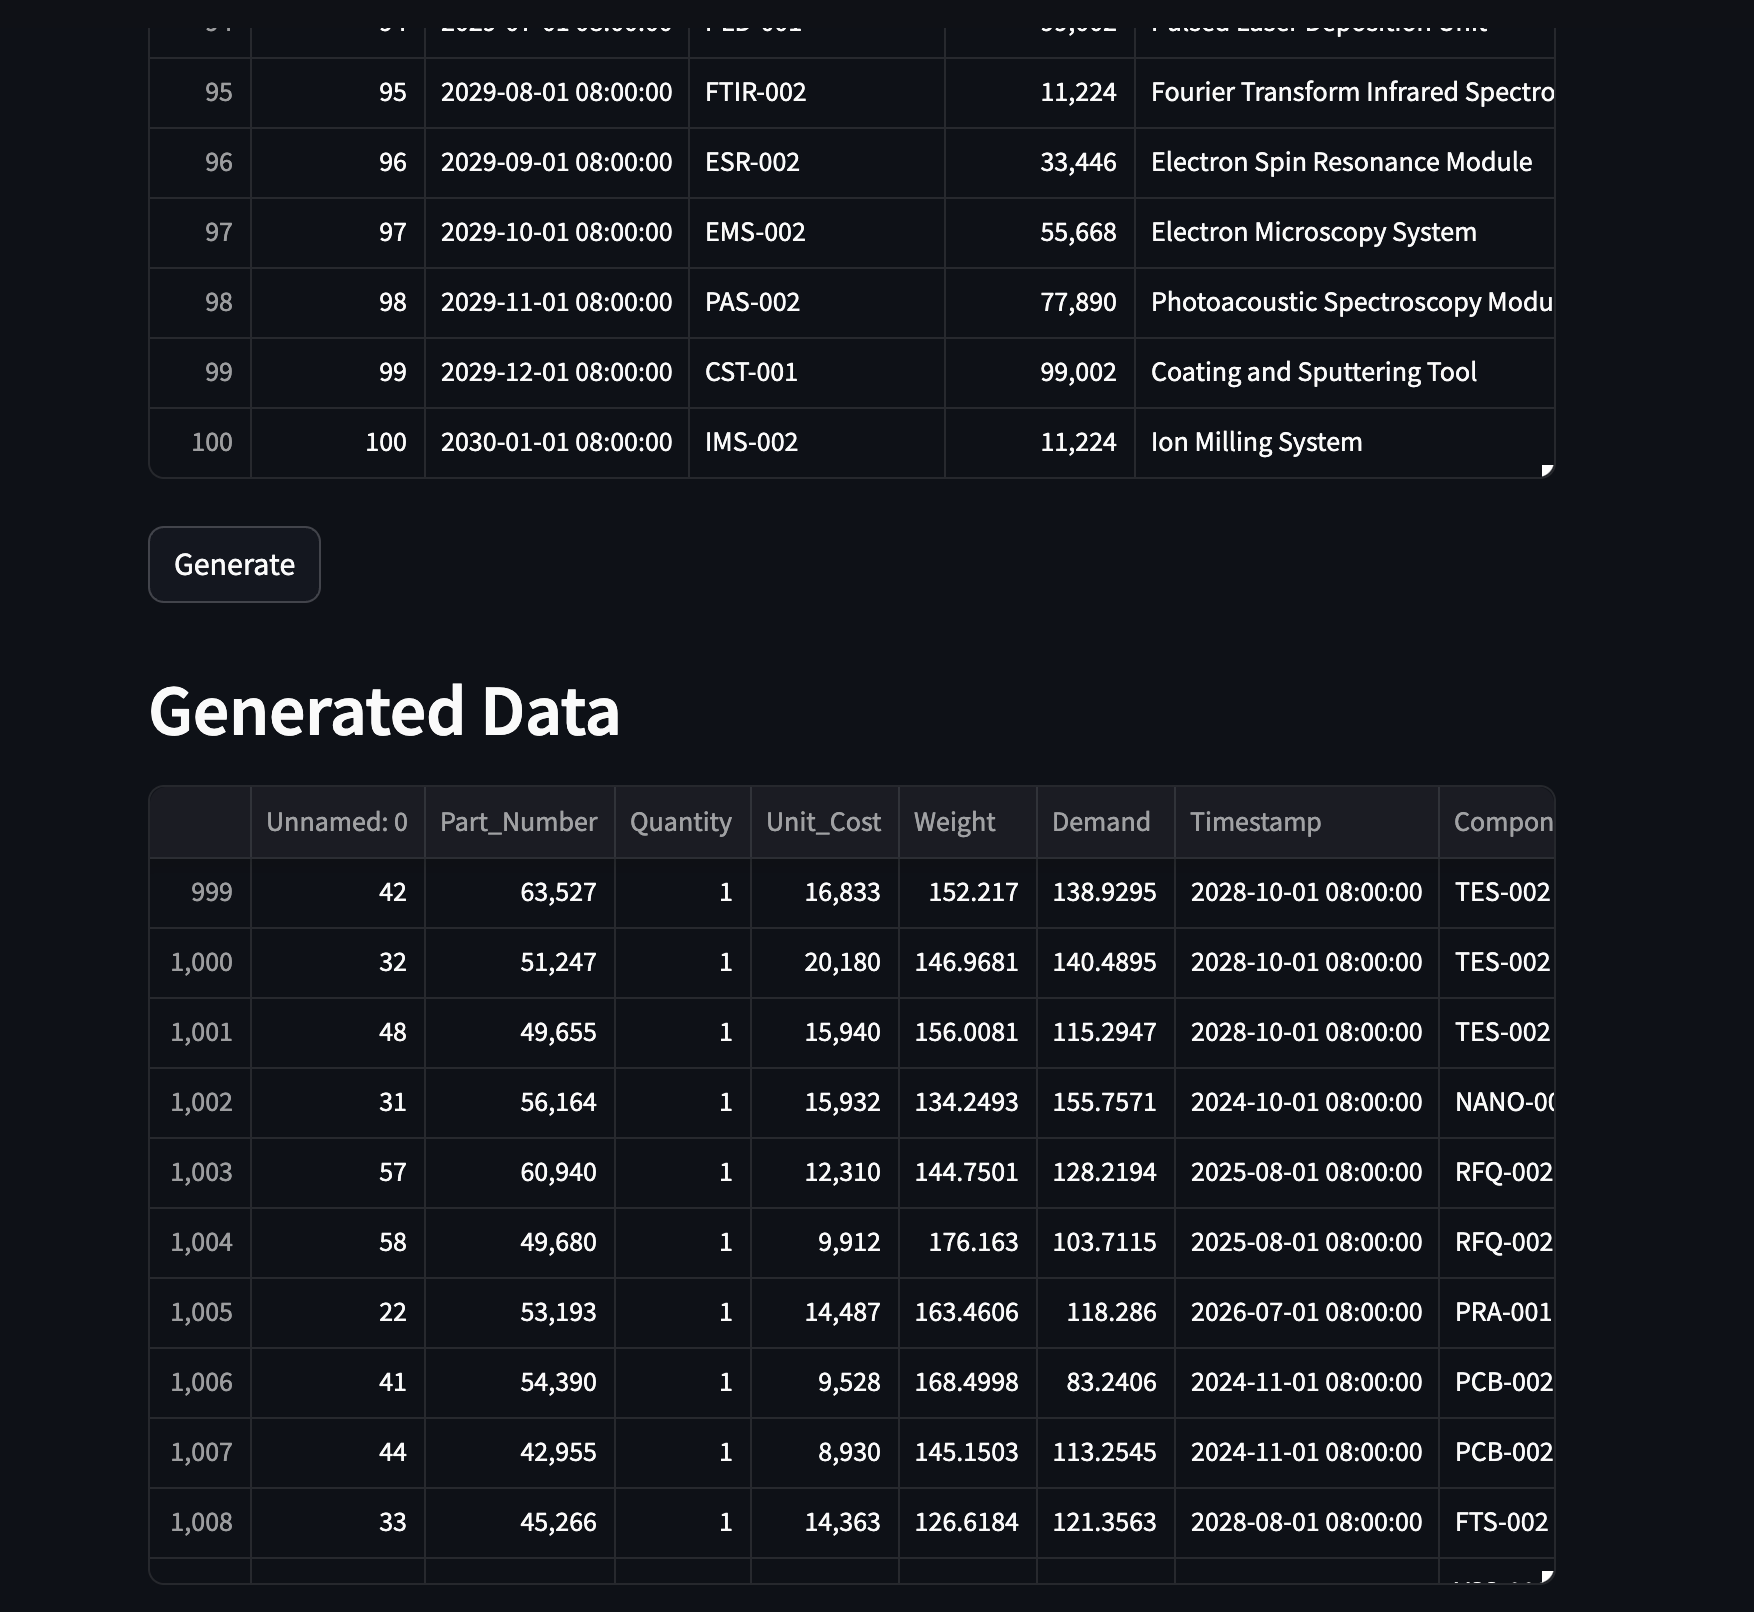 94 94 2029-07-01 08:00:00 PLD-001 Pulsed Laser Deposition Unit
95 95 2029-08-01 08:00:00 FTIR-002 11,224 Fourier Transform Infrared Spectro
96 96 2029-09-01 08:00:00 ESR-002 33,446 Electron Spin Resonance Module
97 97 2029-10-01 08:00:00 EMS-002 55,668 Electron Microscopy System
98 98 2029-11-01 08:00:00 PAS-002 77,890 Photoacoustic Spectroscopy Modu
99 99 2029-12-01 08:00:00 CST-001 99,002 Coating and Sputtering Tool
100 100 2030-01-01 08:00:00 IMS-002 11,224 Ion Milling System
Generate
Generated Data
Unnamed: 0 Part_Number Quantity Unit_Cost Weight Demand Timestamp Compon
999 42 63,527 1 16,833 152.217 138.9295 2028-10-01 08:00:00 TES-002
1,000 32 51,247 1 20,180 146.9681 140.4895 2028-10-01 08:00:00 TES-002
1,001 48 49,655 1 15,940 156.0081 115.2947 2028-10-01 08:00:00 TES-002
1,002 31 56,164 1 15,932 134.2493 155.7571 2024-10-01 08:00:00 NANO-00
1,003 57 60,940 1 12,310 144.7501 128.2194 2025-08-01 08:00:00 RFQ-002
1,004 58 49,680 1 9,912 176.163 103.7115 2025-08-01 08:00:00 RFQ-002
1,005 22 53,193 1 14,487 163.4606 118.286 2026-07-01 08:00:00 PRA-001
1,006 41 54,390 1 9,528 168.4998 83.2406 2024-11-01 08:00:00 PCB-002
1,007 44 42,955 1 8,930 145.1503 113.2545 2024-11-01 08:00:00 PCB-002
1,008 33 45,266 1 14,363 126.6184 121.3563 2028-08-01 08:00:00 FTS-002